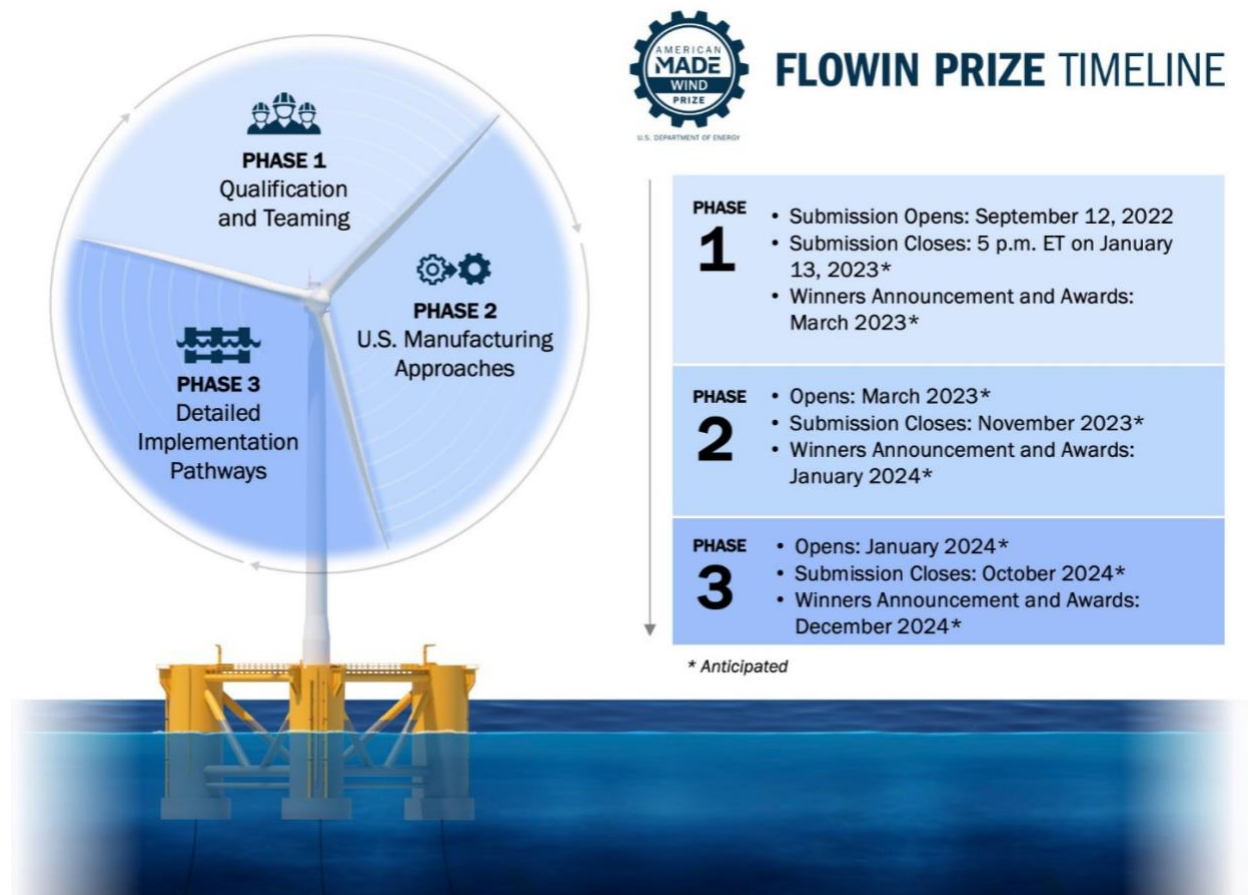 AMERICAN
MADE
WIND
PRIZE
U.S. DEPARTMENT OF ENERGY
FLOWIN PRIZE TIMELINE
PHASE 1
Qualification
and Teaming
PHASE 2
U.S. Manufacturing
Approaches
PHASE 3
Detailed
Implementation
Pathways
PHASE
1
• Submission Opens: September 12, 2022
• Submission Closes: 5 p.m. ET on January
13, 2023*
• Winners Announcement and Awards:
March 2023*
PHASE
2
• Opens: March 2023*
• Submission Closes: November 2023*
• Winners Announcement and Awards:
January 2024*
PHASE
3
• Opens: January 2024*
• Submission Closes: October 2024*
• Winners Announcement and Awards:
December 2024*
* Anticipated